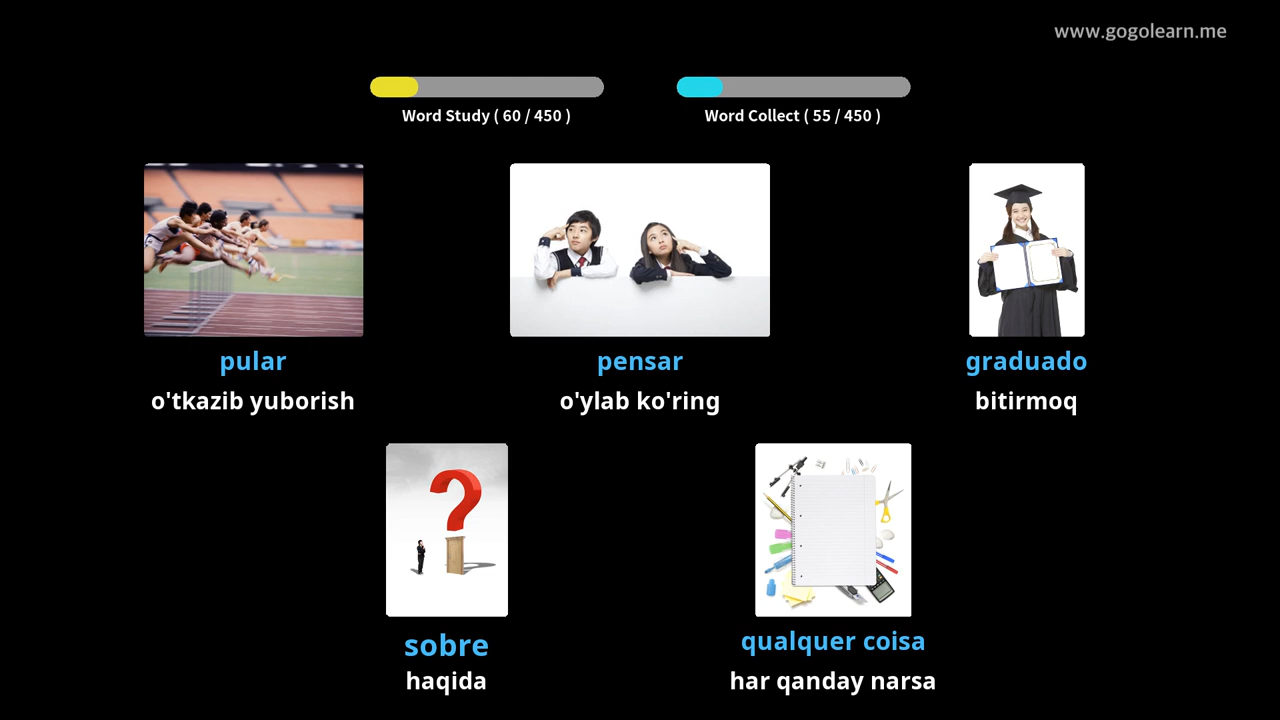 www.gogolearn.me
Word Study ( 60 / 450 )
Word Collect ( 55 / 450 )
pular
o'tkazib yuborish
pensar
o'ylab ko'ring
graduado
bitirmoq
sobre
haqida
qualquer coisa
har qanday narsa